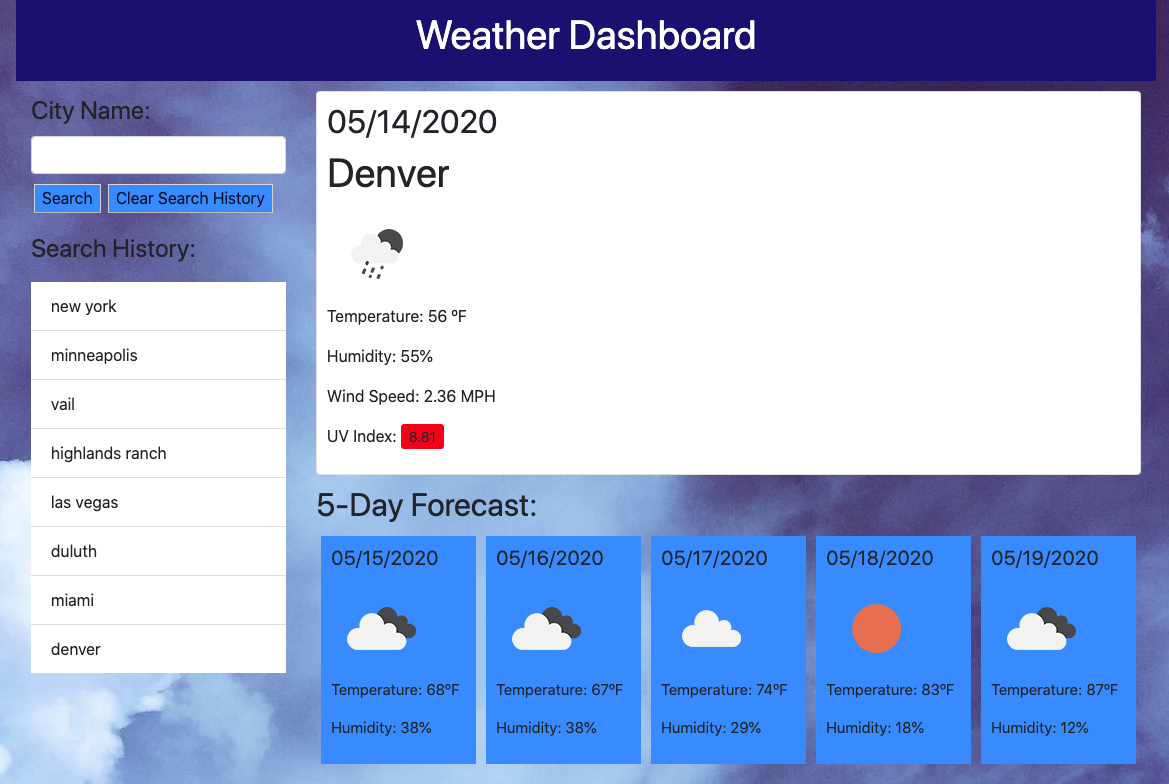 Weather Dashboard
City Name:
Search Clear Search History
Search History:
new york
minneapolis
vail
highlands ranch
las vegas
duluth
miami
denver
05/14/2020
Denver
Temperature: 56 ºF
Humidity: 55%
Wind Speed: 2.36 MPH
UV Index: 8.81
5-Day Forecast:
05/15/2020
Temperature: 68ºF
Humidity: 38%
05/16/2020
Temperature: 67ºF
Humidity: 38%
05/17/2020
Temperature: 74ºF
Humidity: 29%
05/18/2020
Temperature: 83ºF
Humidity: 18%
05/19/2020
Temperature: 87ºF
Humidity: 12%